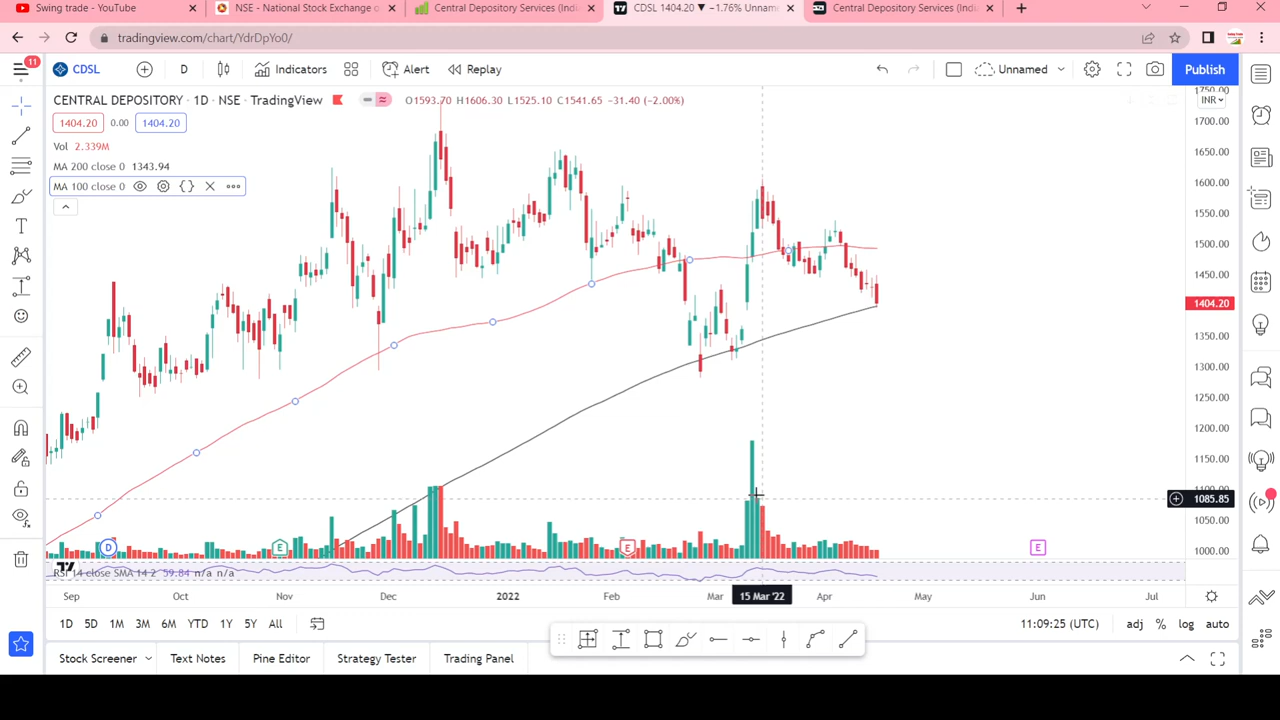 Swing trade - YouTube
NSE - National Stock Exchange o
Central Depository Services (Indi
CDSL 1404.20 ▼ −1.76% Unnam
Central Depository Services (Indi
tradingview.com/chart/YdrDpYo0/
11
CDSL
D
Indicators
Alert
Replay
Unnamed
Publish
CENTRAL DEPOSITORY · 1D · NSE · TradingView
O1593.70 H1606.30 L1525.10 C1541.65 −31.40 (−2.00%)
INR
1404.20 0.00 1404.20
Vol 2.339M
MA 200 close 0 1343.94
MA 100 close 0
1750.00
1700.00
1650.00
1600.00
1550.00
1500.00
1450.00
1404.20
1350.00
1300.00
1250.00
1200.00
1150.00
1100.00
1085.85
1050.00
1000.00
D
E
E
E
RSI 14 close SMA 14 2 59.84 n/a n/a
Sep Oct Nov Dec 2022 Feb Mar 15 Mar '22 Apr May Jun Jul
1D 5D 1M 3M 6M YTD 1Y 5Y All
11:09:25 (UTC) adj % log auto
Stock Screener Text Notes Pine Editor Strategy Tester Trading Panel